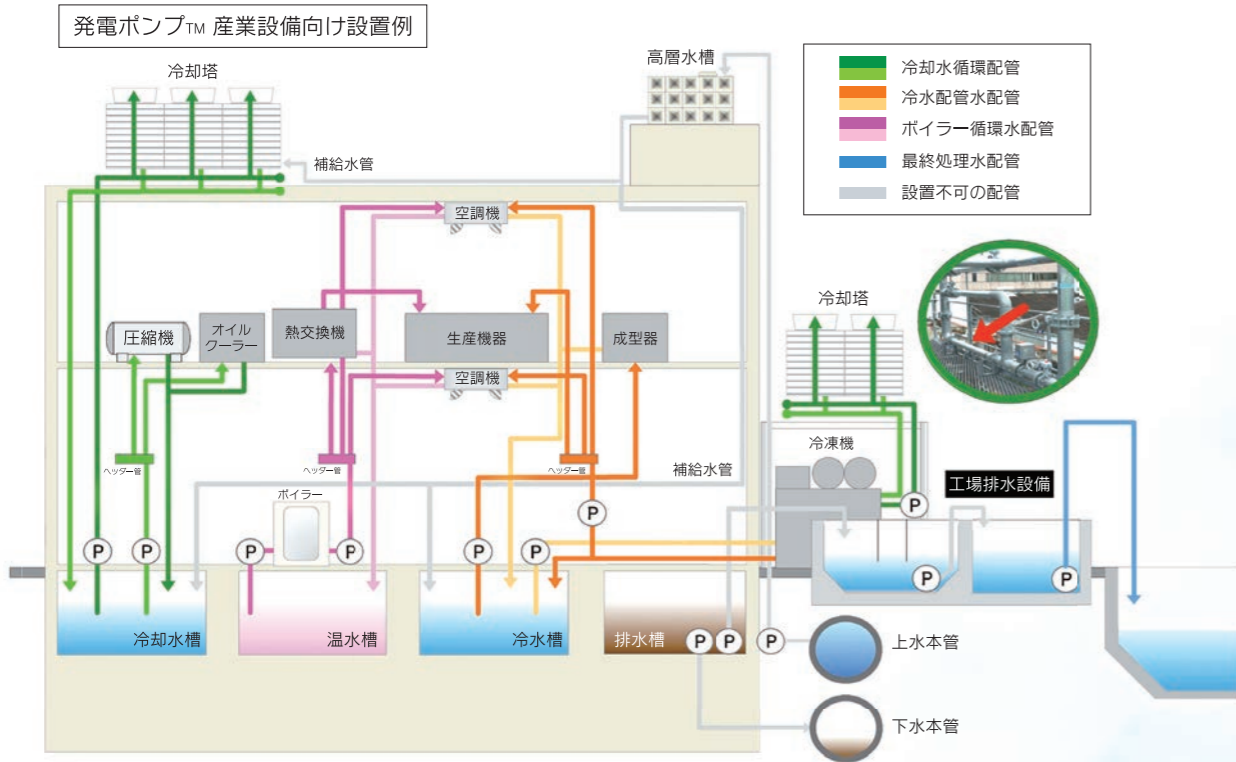 発電ポンプTM 産業設備向け設置例
冷却塔
高層水槽
補給水管
冷却水循環配管
冷水配管水配管
ボイラー循環水配管
最終処理水配管
設置不可の配管
空調機
圧縮機
オイル
クーラー
熱交換機
生産機器
成型器
空調機
冷却塔
ヘッダー管
ヘッダー管
ヘッダー管
補給水管
冷凍機
工場排水設備
ボイラー
P
P
P
P
P
P
P
P
P
P
冷却水槽
温水槽
冷水槽
排水槽
P
P
P
上水本管
下水本管